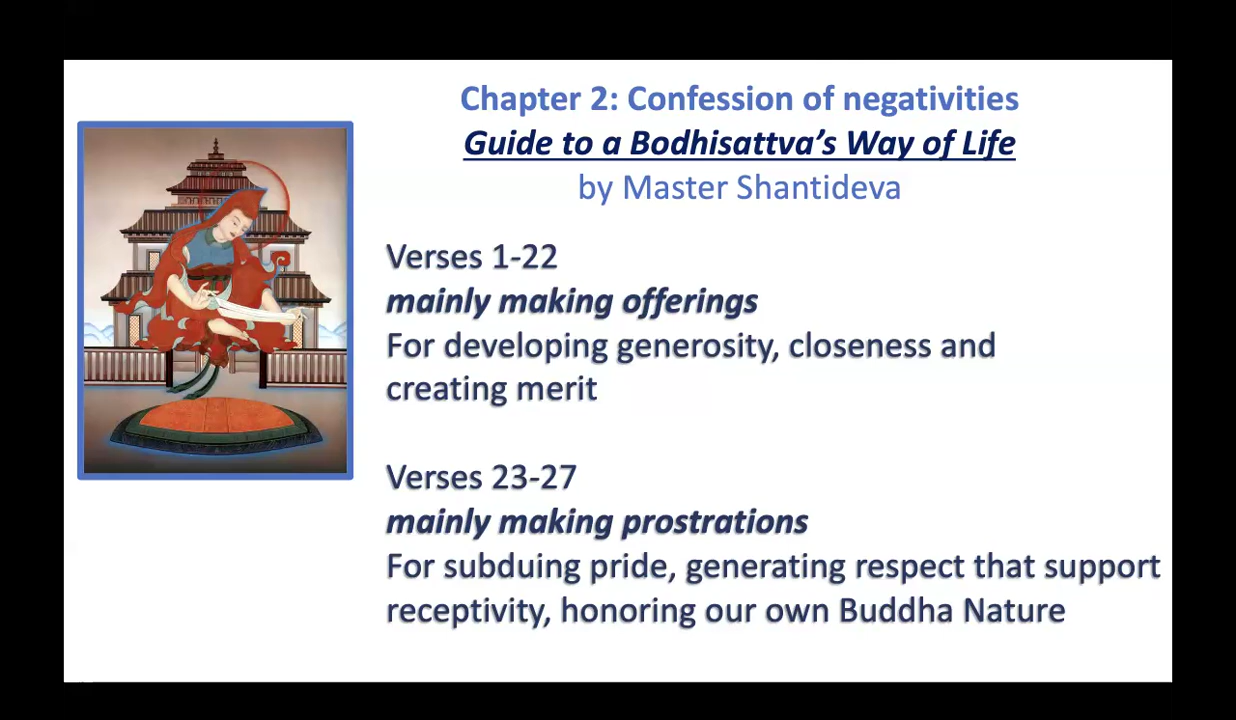 Chapter 2: Confession of negativities
Guide to a Bodhisattva's Way of Life
by Master Shantideva
Verses 1-22
mainly making offerings
For developing generosity, closeness and
creating merit
Verses 23-27
mainly making prostrations
For subduing pride, generating respect that support
receptivity, honoring our own Buddha Nature